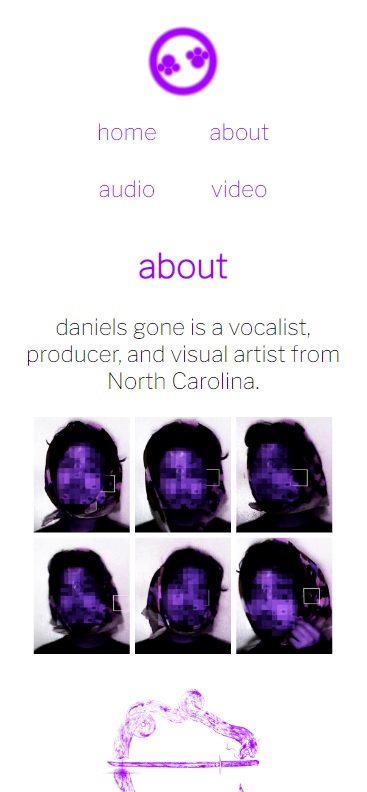 home about
audio video
about
daniels gone is a vocalist,
producer, and visual artist from
North Carolina.